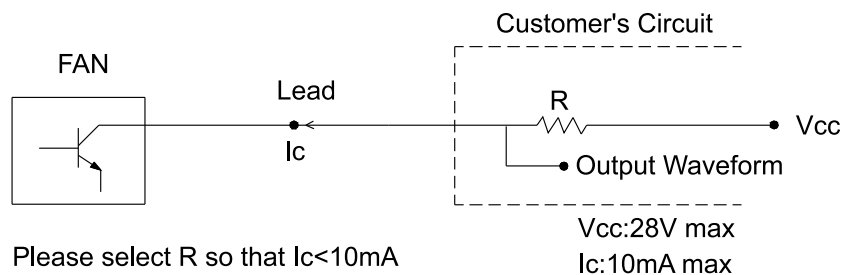 Customer's Circuit
FAN
Lead
R
Vcc
Ic
Output Waveform
Vcc:28V max
Please select R so that Ic<10mA
Ic:10mA max